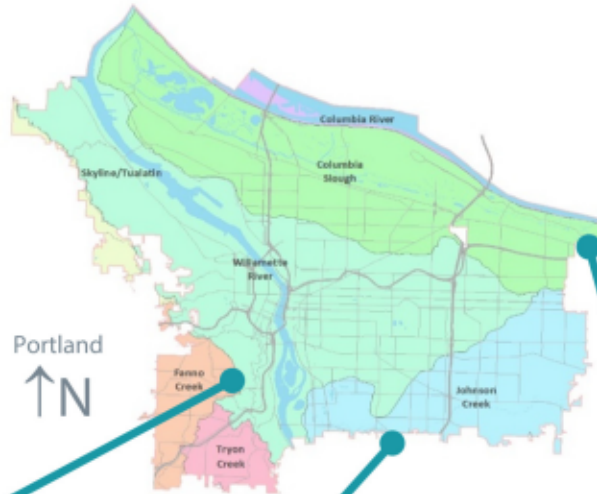 Columbia River
Columbia
Slough
Skyline/Tualatin
Willamette
River
Portland
↑N
Fanno
Creek
Johnson
Creek
Tryon
Creek